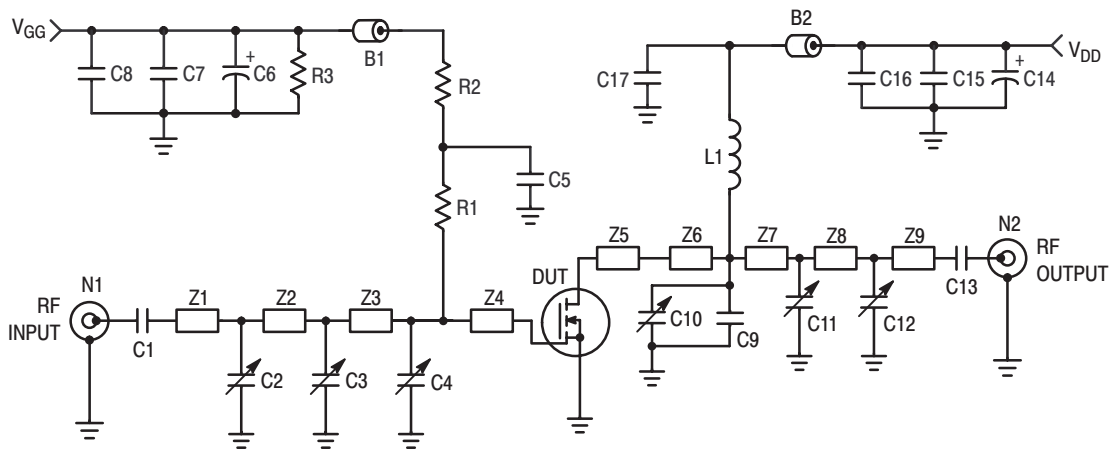 VGG
B1
B2
VDD
C8
C7
+
C6
R3
R2
C17
C16
C15
+
C14
C5
L1
R1
N1
RF
INPUT
C1
Z1
Z2
Z3
Z4
DUT
Z5
Z6
Z7
Z8
Z9
N2
RF
OUTPUT
C13
C2
C3
C4
C10
C9
C11
C12